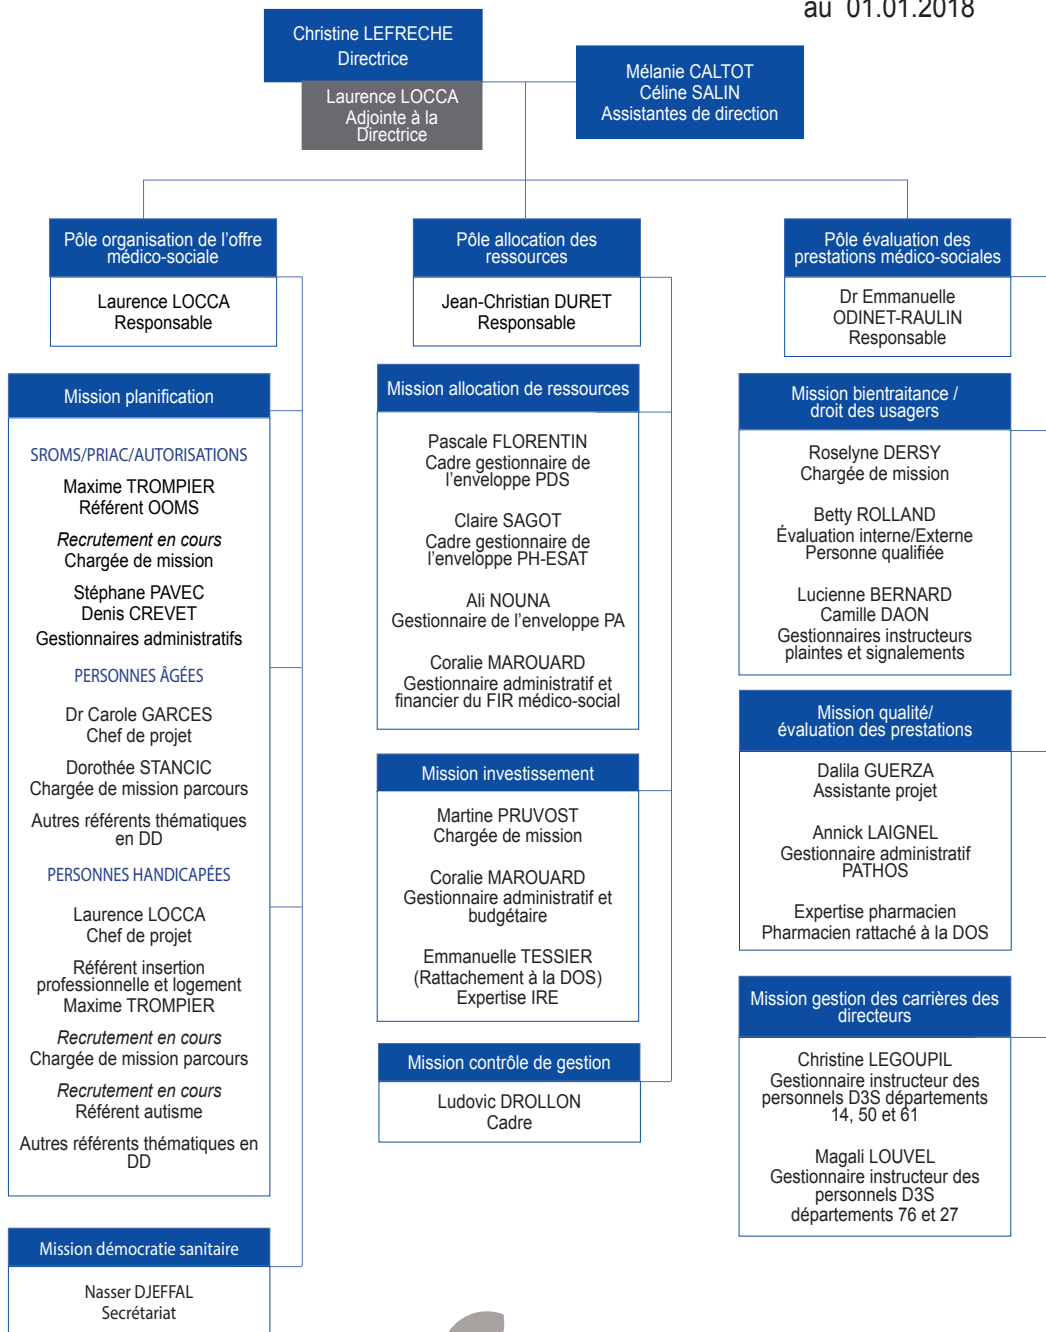 au 01.01.2018
Christine LEFRECHE
Directrice
Laurence LOCCA
Adjointe à la
Directrice
Mélanie CALTOT
Céline SALIN
Assistantes de direction
Pôle organisation de l'offre
médico-sociale
Laurence LOCCA
Responsable
Mission planification
SROMS/PRIAC/AUTORISATIONS
Maxime TROMPIER
Référent OOMS
Recrutement en cours
Chargée de mission
Stéphane PAVEC
Denis CREVET
Gestionnaires administratifs
PERSONNES ÂGÉES
Dr Carole GARCES
Chef de projet
Dorothée STANCIC
Chargée de mission parcours
Autres référents thématiques
en DD
PERSONNES HANDICAPÉES
Laurence LOCCA
Chef de projet
Référent insertion
professionnelle et logement
Maxime TROMPIER
Recrutement en cours
Chargée de mission parcours
Recrutement en cours
Référent autisme
Autres référents thématiques en
DD
Mission démocratie sanitaire
Nasser DJEFFAL
Secrétariat
Pôle allocation des
ressources
Jean-Christian DURET
Responsable
Mission allocation de ressources
Pascale FLORENTIN
Cadre gestionnaire de
l'enveloppe PDS
Claire SAGOT
Cadre gestionnaire de
l'enveloppe PH-ESAT
Ali NOUNA
Gestionnaire de l'enveloppe PA
Coralie MAROUARD
Gestionnaire administratif et
financier du FIR médico-social
Mission investissement
Martine PRUVOST
Chargée de mission
Coralie MAROUARD
Gestionnaire administratif et
budgétaire
Emmanuelle TESSIER
(Rattachement à la DOS)
Expertise IRE
Mission contrôle de gestion
Ludovic DROLLON
Cadre
Pôle évaluation des
prestations médico-sociales
Dr Emmanuelle
ODINET-RAULIN
Responsable
Mission bientraitance /
droit des usagers
Roselyne DERSY
Chargée de mission
Betty ROLLAND
Évaluation interne/Externe
Personne qualifiée
Lucienne BERNARD
Camille DAON
Gestionnaires instructeurs
plaintes et signalements
Mission qualité/
évaluation des prestations
Dalila GUERZA
Assistante projet
Annick LAIGNEL
Gestionnaire administratif
PATHOS
Expertise pharmacien
Pharmacien rattaché à la DOS
Mission gestion des carrières des
directeurs
Christine LEGOUPIL
Gestionnaire instructeur des
personnels D3S départements
14, 50 et 61
Magali LOUVEL
Gestionnaire instructeur des
personnels D3S
départements 76 et 27